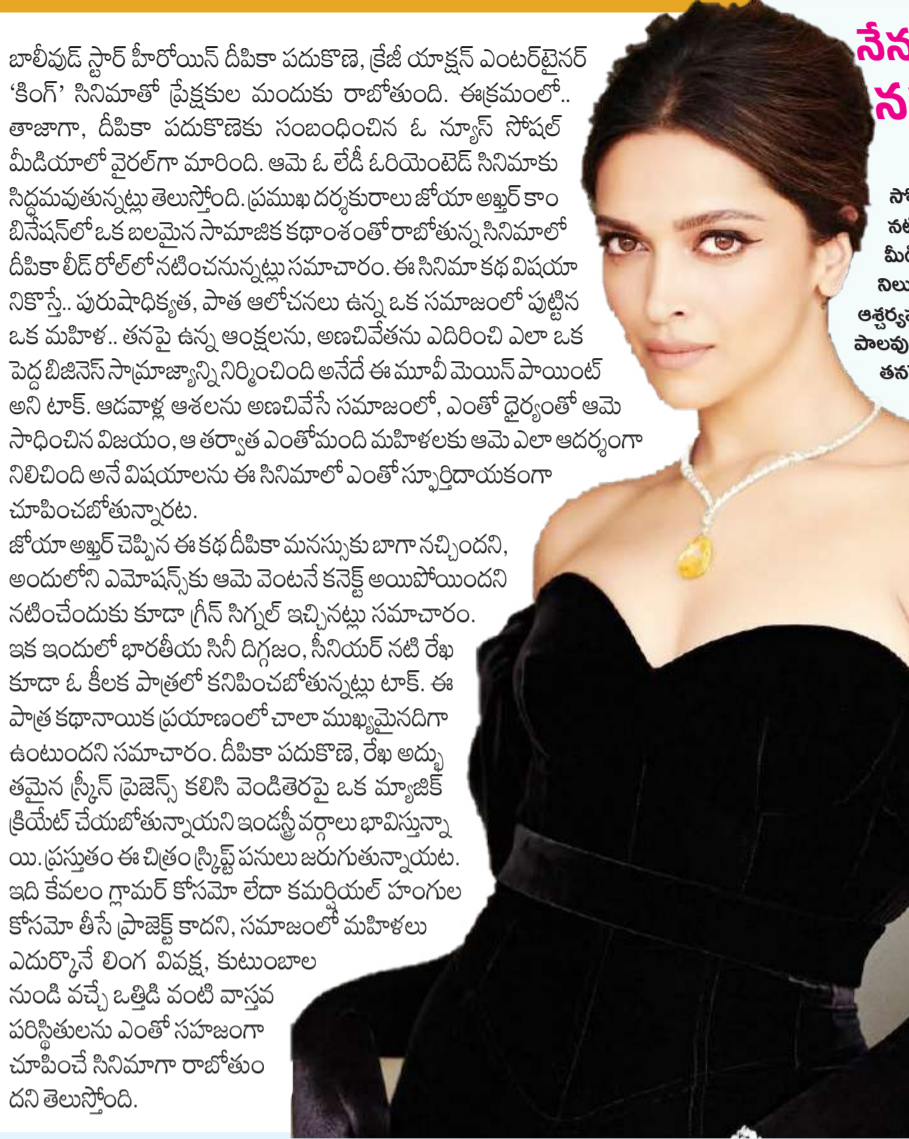 బాలీవుడ్ స్టార్ హీరోయిన్ దీపికా పదుకొణె, క్రేజీ యాక్షన్ ఎంటర్‌టైనర్
‘కింగ్’ సినిమాతో ప్రేక్షకుల మందుకు రాబోతుంది. ఈక్రమంలో..
తాజాగా, దీపికా పదుకొణెకు సంబంధించిన ఓ న్యూస్ సోషల్
మీడియాలో వైరల్‌గా మారింది. ఆమె ఓ లేడీ ఓరియెంటెడ్ సినిమాకు
సిద్ధమవుతున్నట్లు తెలుస్తోంది. ప్రముఖ దర్శకురాలు జోయా అఖ్తర్ కాం
బినేషన్‌లో ఒక బలమైన సామాజిక కథాంశంతో రాబోతున్న సినిమాలో
దీపికా లీడ్ రోల్‌లో నటించనున్నట్లు సమాచారం. ఈ సినిమా కథ విషయా
నికొస్తే.. పురుషాధిక్యత, పాత ఆలోచనలు ఉన్న ఒక సమాజంలో పుట్టిన
ఒక మహిళ.. తనపై ఉన్న ఆంక్షలను, అణచివేతను ఎదిరించి ఎలా ఒక
పెద్ద బిజినెస్ సామ్రాజ్యాన్ని నిర్మించింది అనేదే ఈ మూవీ మెయిన్ పాయింట్
అని టాక్. ఆడవాళ్ల ఆశలను అణచివేసే సమాజంలో, ఎంతో ధైర్యంతో ఆమె
సాధించిన విజయం, ఆ తర్వాత ఎంతోమంది మహిళలకు ఆమె ఎలా ఆదర్శంగా
నిలిచింది అనే విషయాలను ఈ సినిమాలో ఎంతో స్ఫూర్తిదాయకంగా
చూపించబోతున్నారట.
జోయా అఖ్తర్ చెప్పిన ఈ కథ దీపికా మనస్సుకు బాగా నచ్చిందని,
అందులోని ఎమోషన్స్‌కు ఆమె వెంటనే కనెక్ట్ అయిపోయిందని
నటించేందుకు కూడా గ్రీన్ సిగ్నల్ ఇచ్చినట్లు సమాచారం.
ఇక ఇందులో భారతీయ సినీ దిగ్గజం, సీనియర్ నటి రేఖ
కూడా ఓ కీలక పాత్రలో కనిపించబోతున్నట్లు టాక్. ఈ
పాత్ర కథానాయిక ప్రయాణంలో చాలా ముఖ్యమైనదిగా
ఉంటుందని సమాచారం. దీపికా పదుకొణె, రేఖ అద్భు
తమైన స్క్రీన్ ప్రెజెన్స్ కలిసి వెండితెరపై ఒక మ్యాజిక్
క్రియేట్ చేయబోతున్నాయని ఇండస్ట్రీ వర్గాలు భావిస్తున్నా
యి. ప్రస్తుతం ఈ చిత్రం స్క్రిప్ట్ పనులు జరుగుతున్నాయట.
ఇది కేవలం గ్లామర్ కోసమో లేదా కమర్షియల్ హంగుల
కోసమో తీసే ప్రాజెక్ట్ కాదని, సమాజంలో మహిళలు
ఎదుర్కొనే లింగ వివక్ష, కుటుంబాల
నుండి వచ్చే ఒత్తిడి వంటి వాస్తవ
పరిస్థితులను ఎంతో సహజంగా
చూపించే సినిమాగా రాబోతుం
దని తెలుస్తోంది.
నేన
న
నిలు
పాలవు